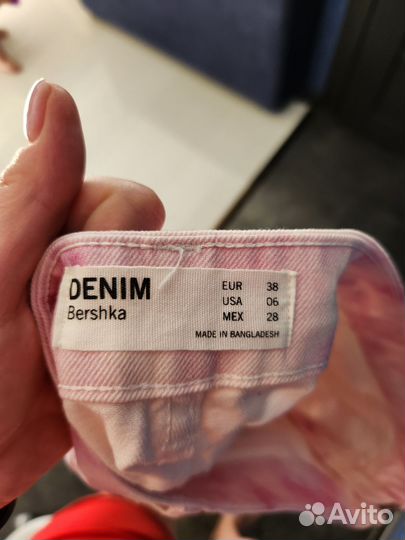 DENIM
Bershka
EUR 38
USA 06
MEX 28
MADE IN BANGLADESH
Avito